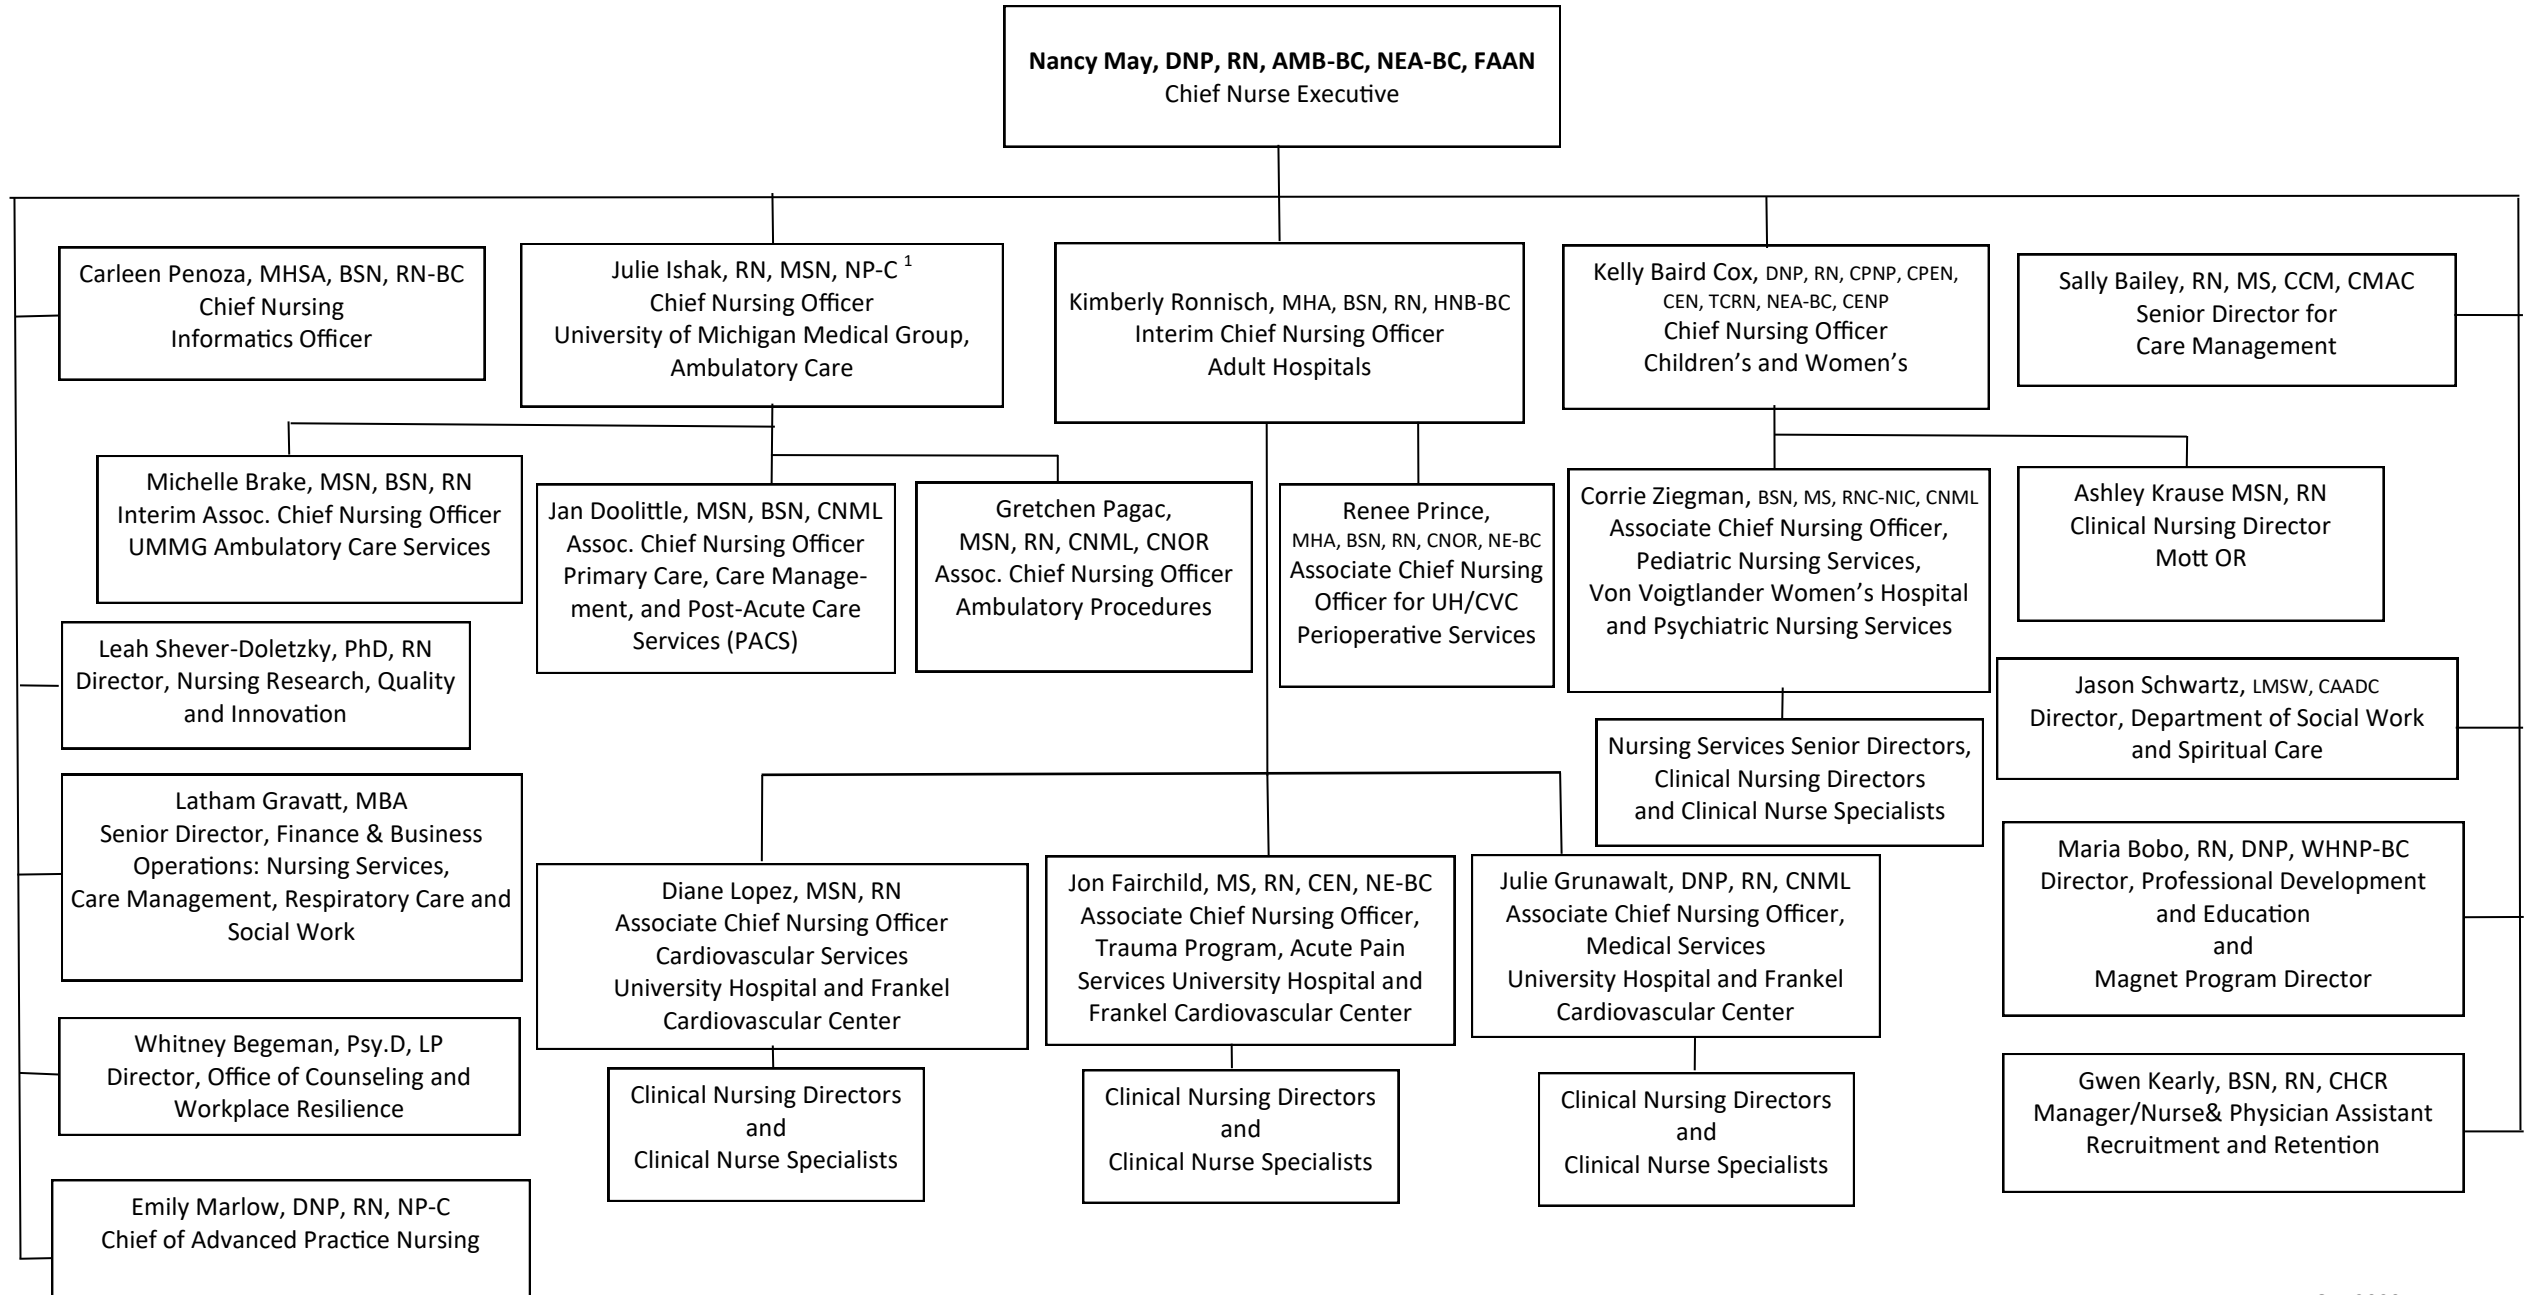 Nancy May, DNP, RN, AMB-BC, NEA-BC, FAAN
Chief Nurse Executive
Carleen Penoza, MHSA, BSN, RN-BC
Chief Nursing
Informatics Officer
Julie Ishak, RN, MSN, NP-C 1
Chief Nursing Officer
University of Michigan Medical Group,
Ambulatory Care
Kimberly Ronnisch, MHA, BSN, RN, HNB-BC
Interim Chief Nursing Officer
Adult Hospitals
Kelly Baird Cox, DNP, RN, CPNP, CPEN,
CEN, TCRN, NEA-BC, CENP
Chief Nursing Officer
Children’s and Women’s
Sally Bailey, RN, MS, CCM, CMAC
Senior Director for
Care Management
Michelle Brake, MSN, BSN, RN
Interim Assoc. Chief Nursing Officer
UMMG Ambulatory Care Services
Jan Doolittle, MSN, BSN, CNML
Assoc. Chief Nursing Officer
Primary Care, Care Manage-
ment, and Post-Acute Care
Services (PACS)
Gretchen Pagac,
MSN, RN, CNML, CNOR
Assoc. Chief Nursing Officer
Ambulatory Procedures
Renee Prince,
MHA, BSN, RN, CNOR, NE-BC
Associate Chief Nursing
Officer for UH/CVC
Perioperative Services
Corrie Ziegman, BSN, MS, RNC-NIC, CNML
Associate Chief Nursing Officer,
Pediatric Nursing Services,
Von Voigtlander Women’s Hospital
and Psychiatric Nursing Services
Ashley Krause MSN, RN
Clinical Nursing Director
Mott OR
Leah Shever-Doletzky, PhD, RN
Director, Nursing Research, Quality
and Innovation
Jason Schwartz, LMSW, CAADC
Director, Department of Social Work
and Spiritual Care
Nursing Services Senior Directors,
Clinical Nursing Directors
and Clinical Nurse Specialists
Latham Gravatt, MBA
Senior Director, Finance & Business
Operations: Nursing Services,
Care Management, Respiratory Care and
Social Work
Diane Lopez, MSN, RN
Associate Chief Nursing Officer
Cardiovascular Services
University Hospital and Frankel
Cardiovascular Center
Jon Fairchild, MS, RN, CEN, NE-BC
Associate Chief Nursing Officer,
Trauma Program, Acute Pain
Services University Hospital and
Frankel Cardiovascular Center
Julie Grunawalt, DNP, RN, CNML
Associate Chief Nursing Officer,
Medical Services
University Hospital and Frankel
Cardiovascular Center
Maria Bobo, RN, DNP, WHNP-BC
Director, Professional Development
and Education
and
Magnet Program Director
Whitney Begeman, Psy.D, LP
Director, Office of Counseling and
Workplace Resilience
Clinical Nursing Directors
and
Clinical Nurse Specialists
Clinical Nursing Directors
and
Clinical Nurse Specialists
Clinical Nursing Directors
and
Clinical Nurse Specialists
Gwen Kearly, BSN, RN, CHCR
Manager/Nurse& Physician Assistant
Recruitment and Retention
Emily Marlow, DNP, RN, NP-C
Chief of Advanced Practice Nursing